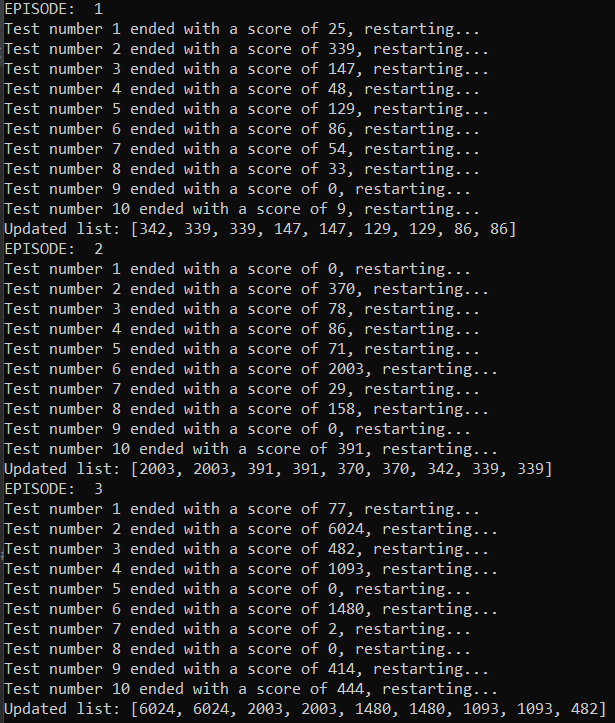 EPISODE:  1
Test number 1 ended with a score of 25, restarting...
Test number 2 ended with a score of 339, restarting...
Test number 3 ended with a score of 147, restarting...
Test number 4 ended with a score of 48, restarting...
Test number 5 ended with a score of 129, restarting...
Test number 6 ended with a score of 86, restarting...
Test number 7 ended with a score of 54, restarting...
Test number 8 ended with a score of 33, restarting...
Test number 9 ended with a score of 0, restarting...
Test number 10 ended with a score of 9, restarting...
Updated list: [342, 339, 339, 147, 147, 129, 129, 86, 86]
EPISODE:  2
Test number 1 ended with a score of 0, restarting...
Test number 2 ended with a score of 370, restarting...
Test number 3 ended with a score of 78, restarting...
Test number 4 ended with a score of 86, restarting...
Test number 5 ended with a score of 71, restarting...
Test number 6 ended with a score of 2003, restarting...
Test number 7 ended with a score of 29, restarting...
Test number 8 ended with a score of 158, restarting...
Test number 9 ended with a score of 0, restarting...
Test number 10 ended with a score of 391, restarting...
Updated list: [2003, 2003, 391, 391, 370, 370, 342, 339, 339]
EPISODE:  3
Test number 1 ended with a score of 77, restarting...
Test number 2 ended with a score of 6024, restarting...
Test number 3 ended with a score of 482, restarting...
Test number 4 ended with a score of 1093, restarting...
Test number 5 ended with a score of 0, restarting...
Test number 6 ended with a score of 1480, restarting...
Test number 7 ended with a score of 2, restarting...
Test number 8 ended with a score of 0, restarting...
Test number 9 ended with a score of 414, restarting...
Test number 10 ended with a score of 444, restarting...
Updated list: [6024, 6024, 2003, 2003, 1480, 1480, 1093, 1093, 482]